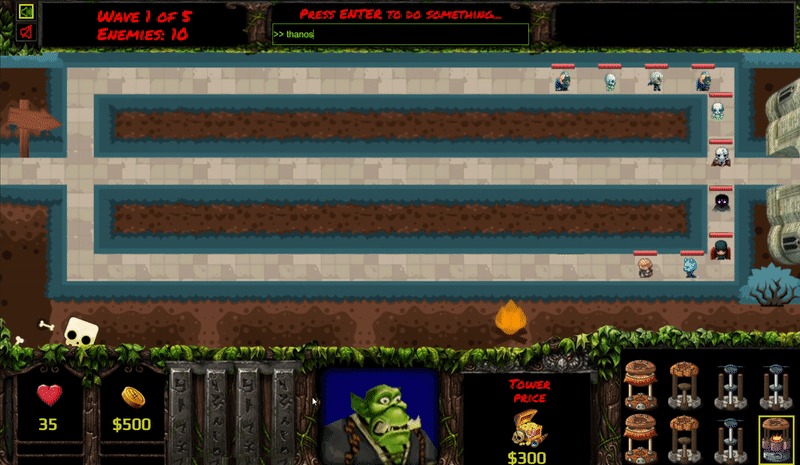 Wave 1 of 5
Enemies: 10
Press ENTER to do something...
>> thanos
35
$500
Tower
price
$300